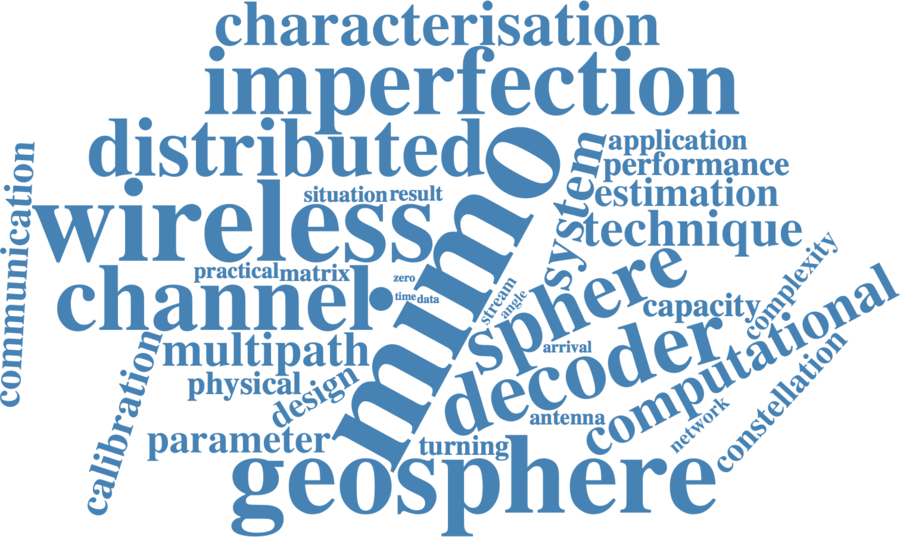 characterisation
imperfection
distributed
mimo
system
application
performance
estimation
technique
communication
situation
result
wireless
practical
matrix
zero
time
data
stream
angle
sphere
channel
capacity
complexity
multipath
arrival
decoder
computational
physical
design
calibration
antenna
network
constellation
parameter
turning
geosphere